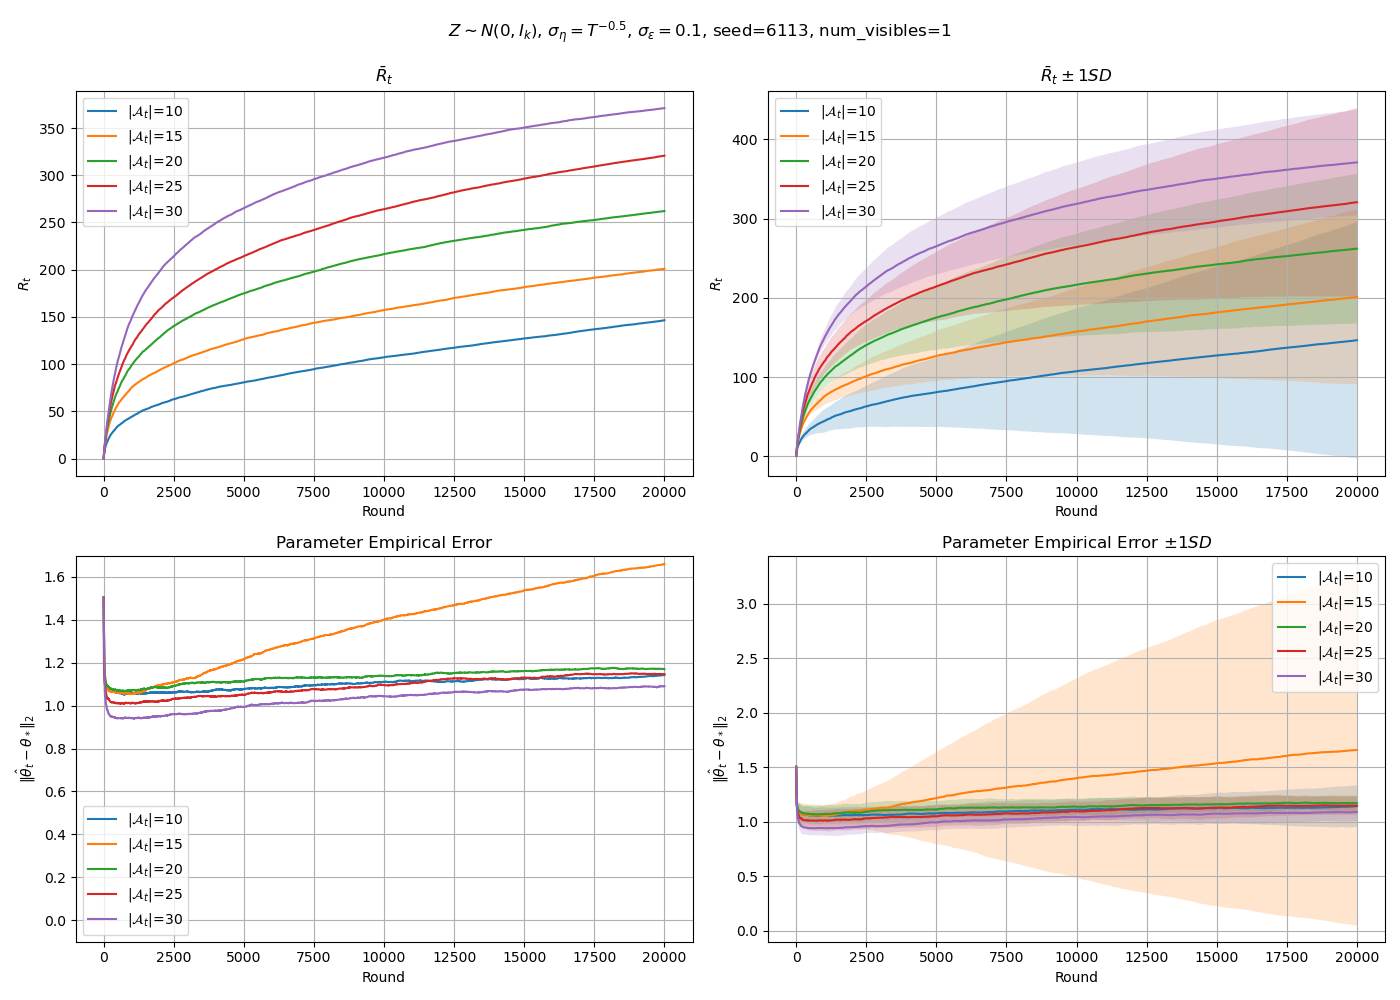 Z ∼ N(0, I_k), σ_η = T^{−0.5}, σ_ε = 0.1, seed=6113, num_visibles=1
R̄_t
R_t
350
300
250
200
150
100
50
0
|𝒜_t|=10
|𝒜_t|=15
|𝒜_t|=20
|𝒜_t|=25
|𝒜_t|=30
0 2500 5000 7500 10000 12500 15000 17500 20000
Round
R̄_t ± 1SD
R_t
400
300
200
100
0
|𝒜_t|=10
|𝒜_t|=15
|𝒜_t|=20
|𝒜_t|=25
|𝒜_t|=30
0 2500 5000 7500 10000 12500 15000 17500 20000
Round
Parameter Empirical Error
‖θ̂_t − θ_*‖_2
1.6
1.4
1.2
1.0
0.8
0.6
0.4
0.2
0.0
|𝒜_t|=10
|𝒜_t|=15
|𝒜_t|=20
|𝒜_t|=25
|𝒜_t|=30
0 2500 5000 7500 10000 12500 15000 17500 20000
Round
Parameter Empirical Error ±1SD
‖θ̂_t − θ_*‖_2
3.0
2.5
2.0
1.5
1.0
0.5
0.0
|𝒜_t|=10
|𝒜_t|=15
|𝒜_t|=20
|𝒜_t|=25
|𝒜_t|=30
0 2500 5000 7500 10000 12500 15000 17500 20000
Round